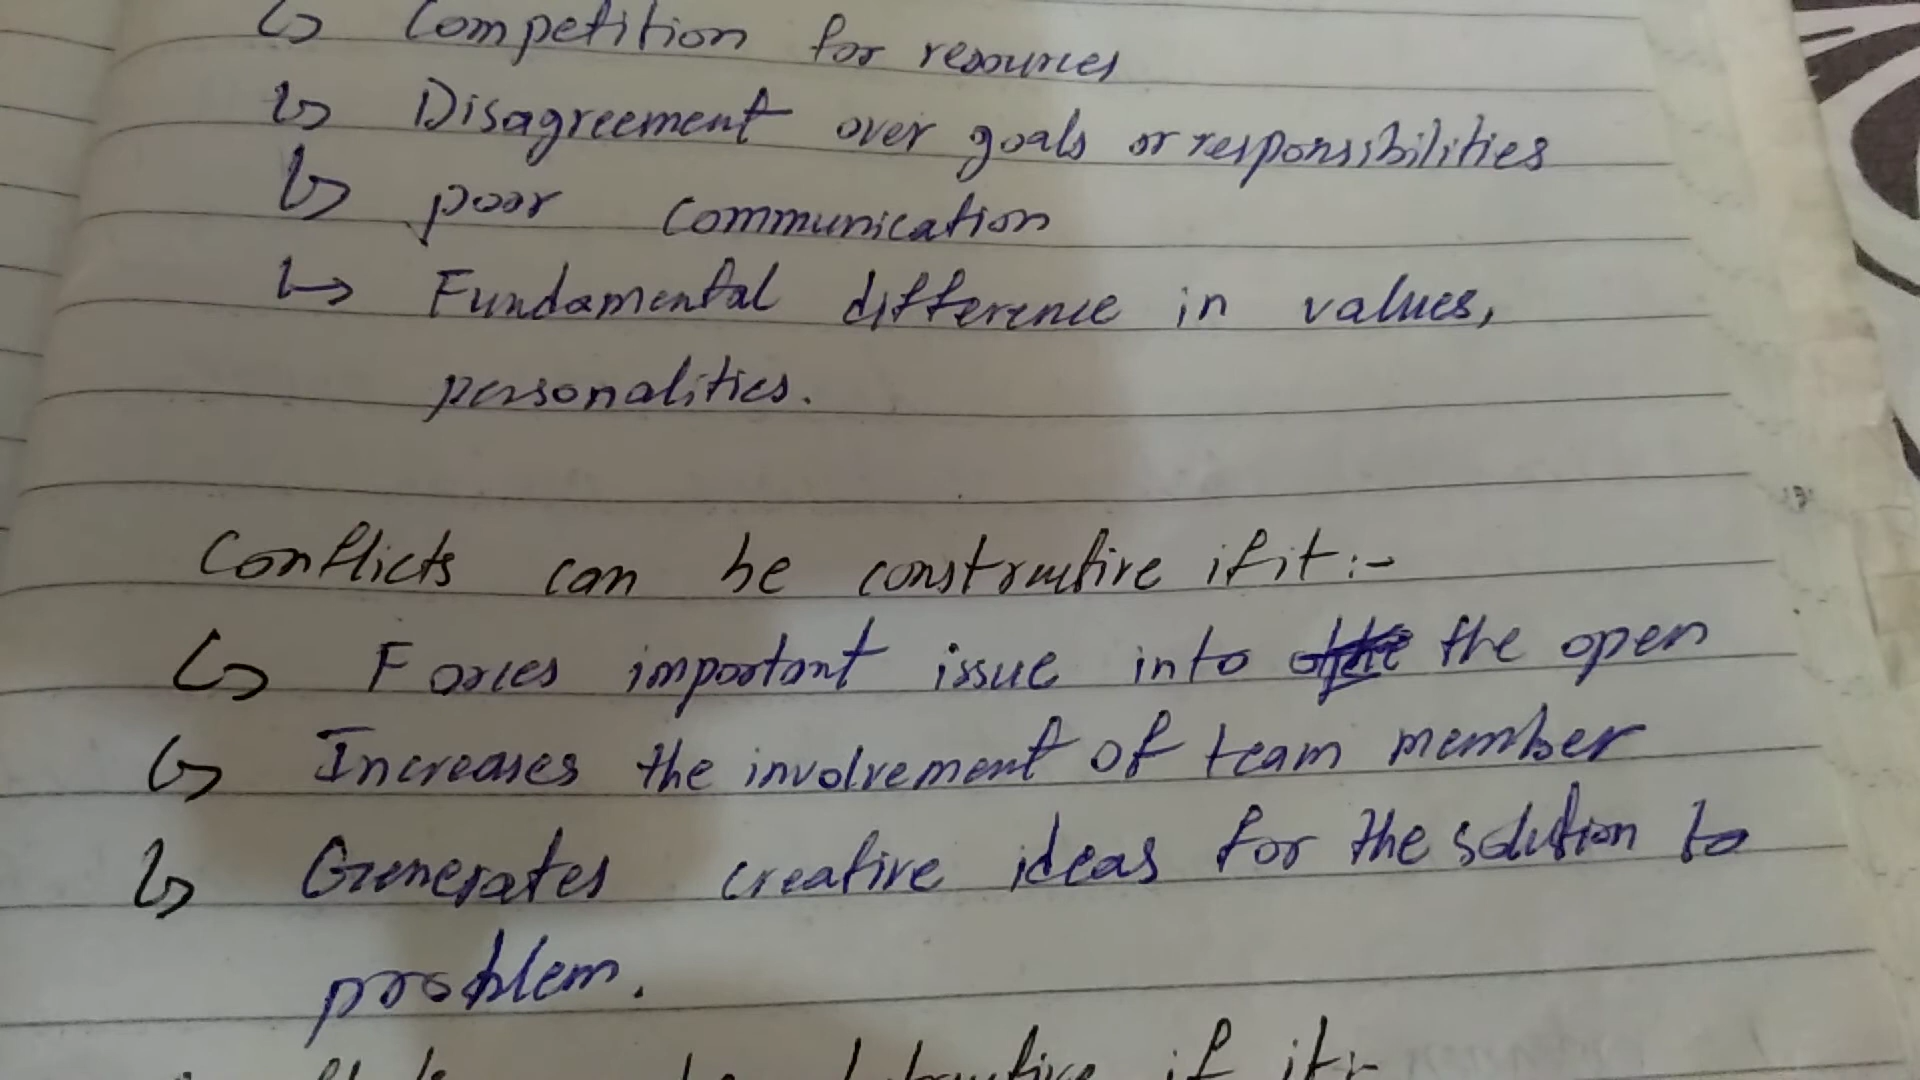 ↳ Competition for resources
↳ Disagreement over goals or responsibilities
↳ poor communication
↳ Fundamental difference in values,
personalities.
Conflicts can be constructive if it :-
↳ Forces important issue into the open
↳ Increases the involvement of team member
↳ Generates creative ideas for the solution to
problem.
if it :-